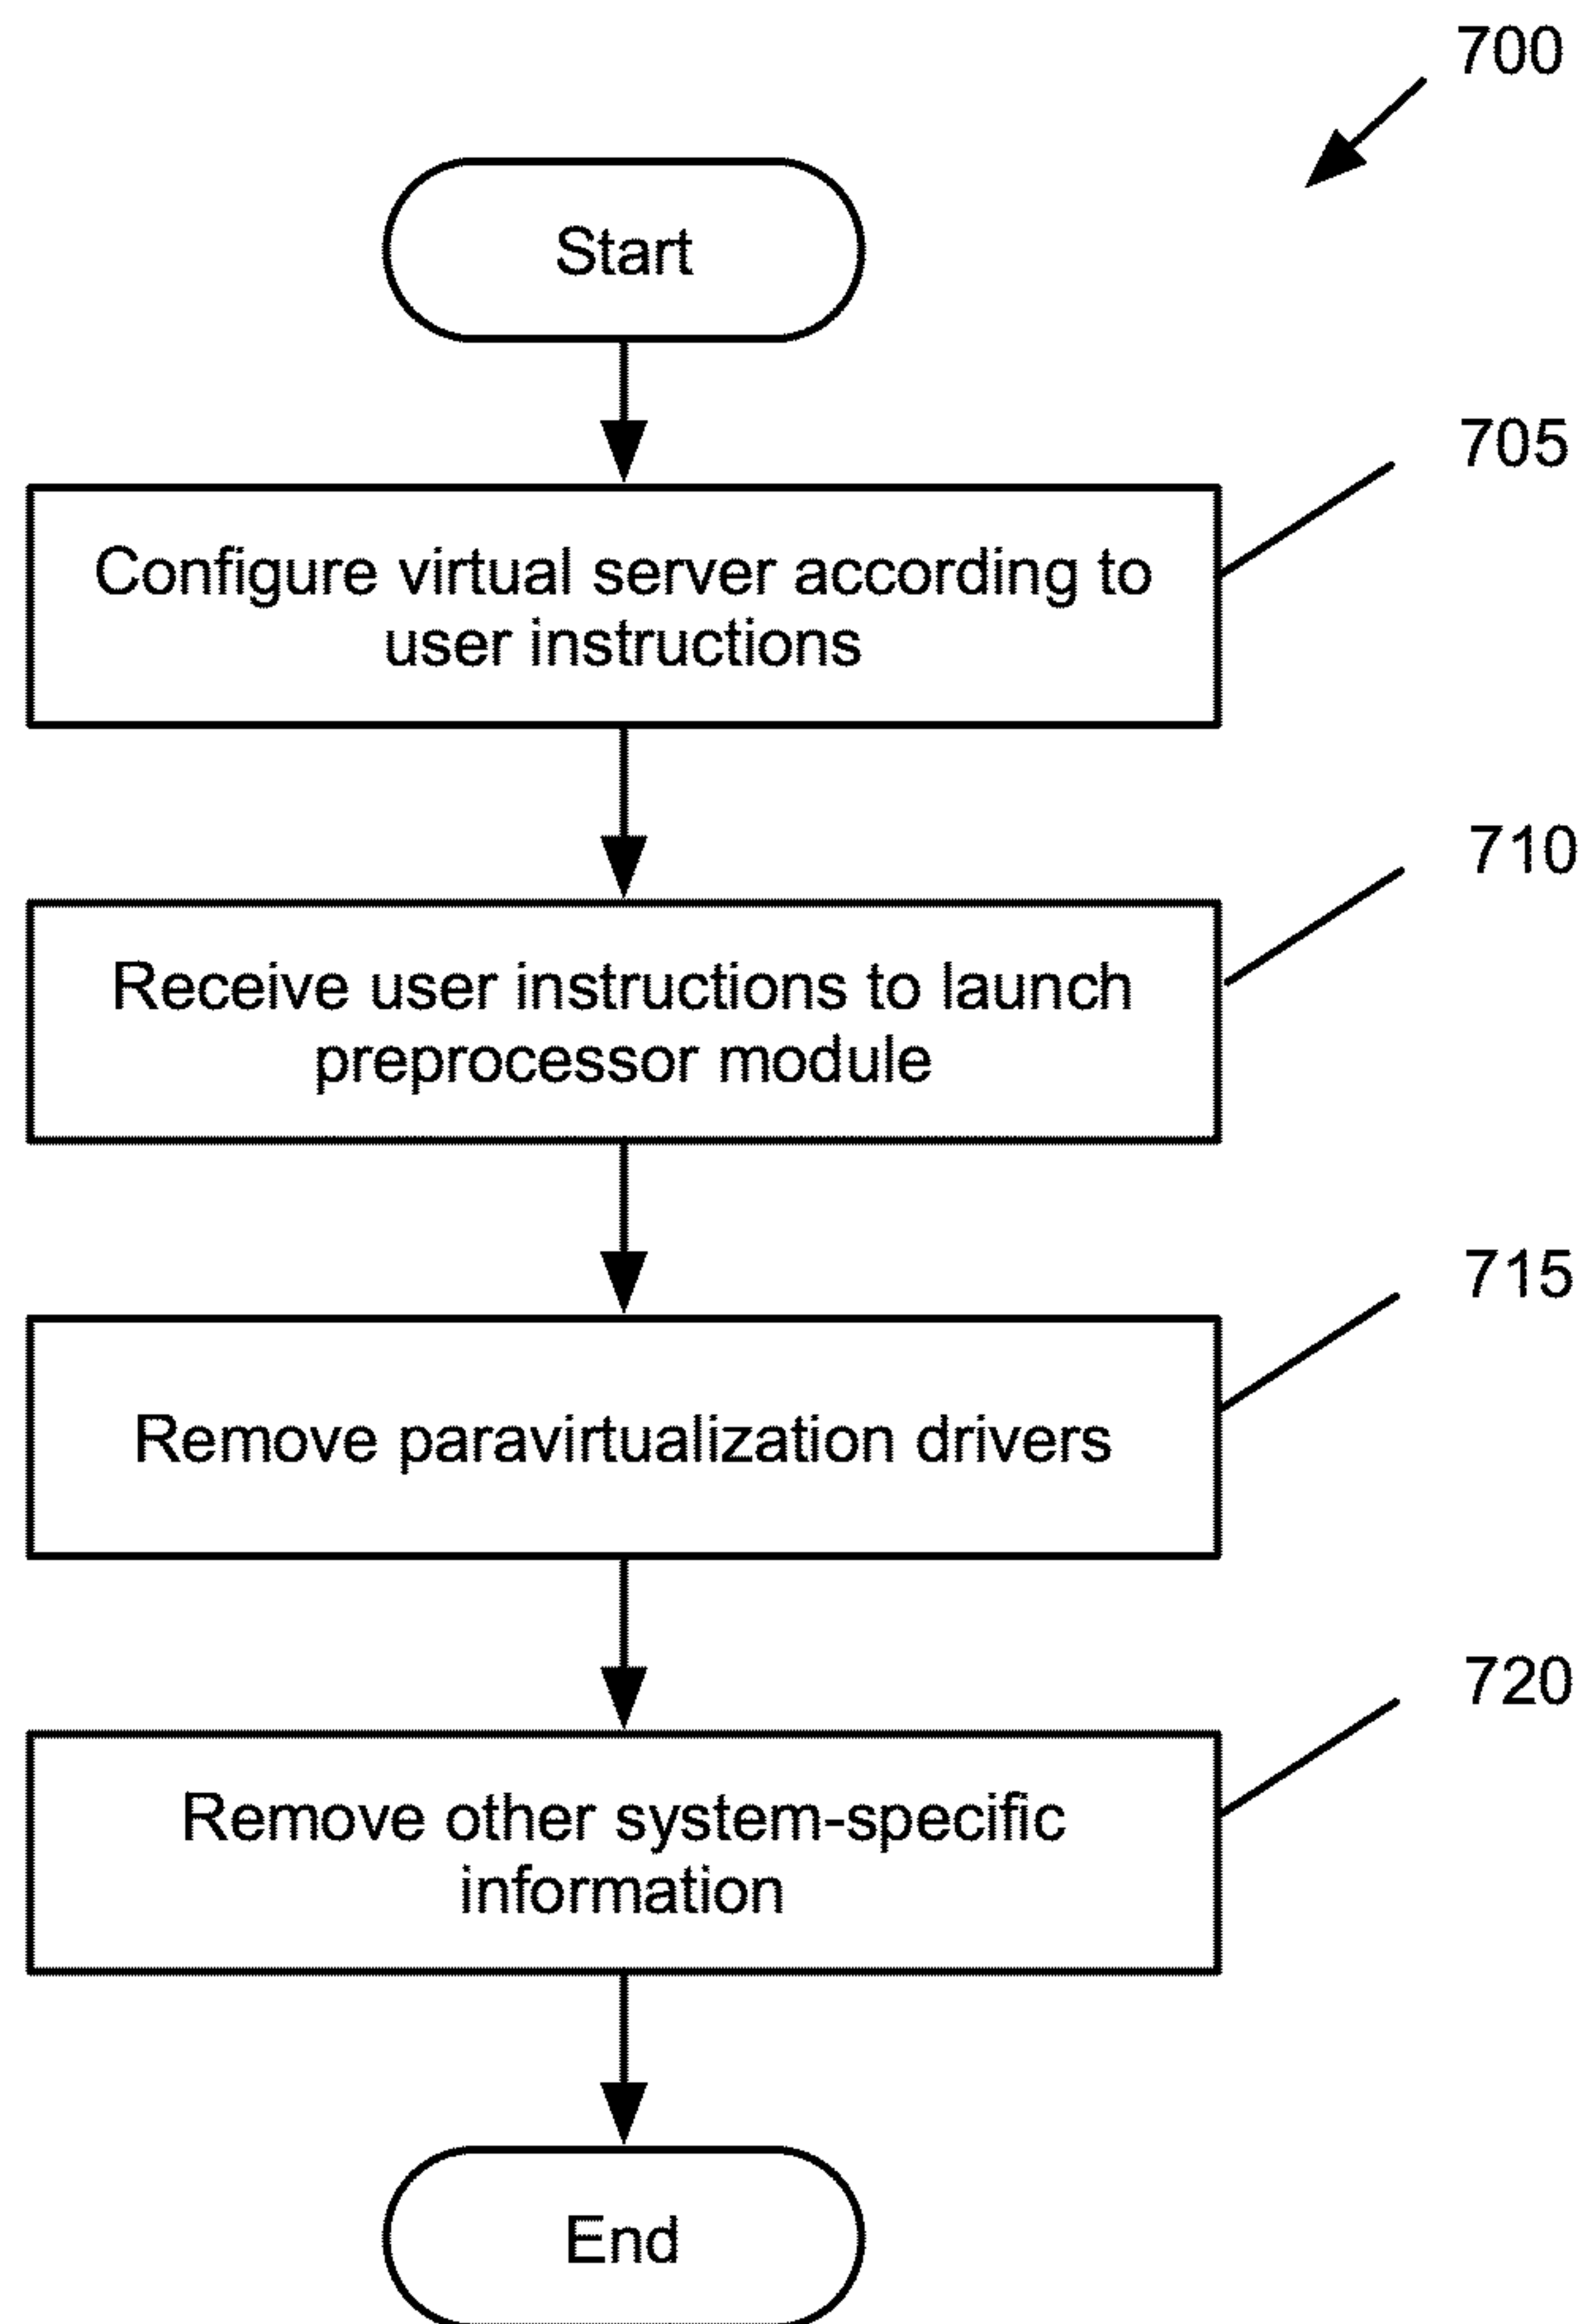 700
Start
705
Configure virtual server according to
user instructions
710
Receive user instructions to launch
preprocessor module
715
Remove paravirtualization drivers
720
Remove other system-specific
information
End